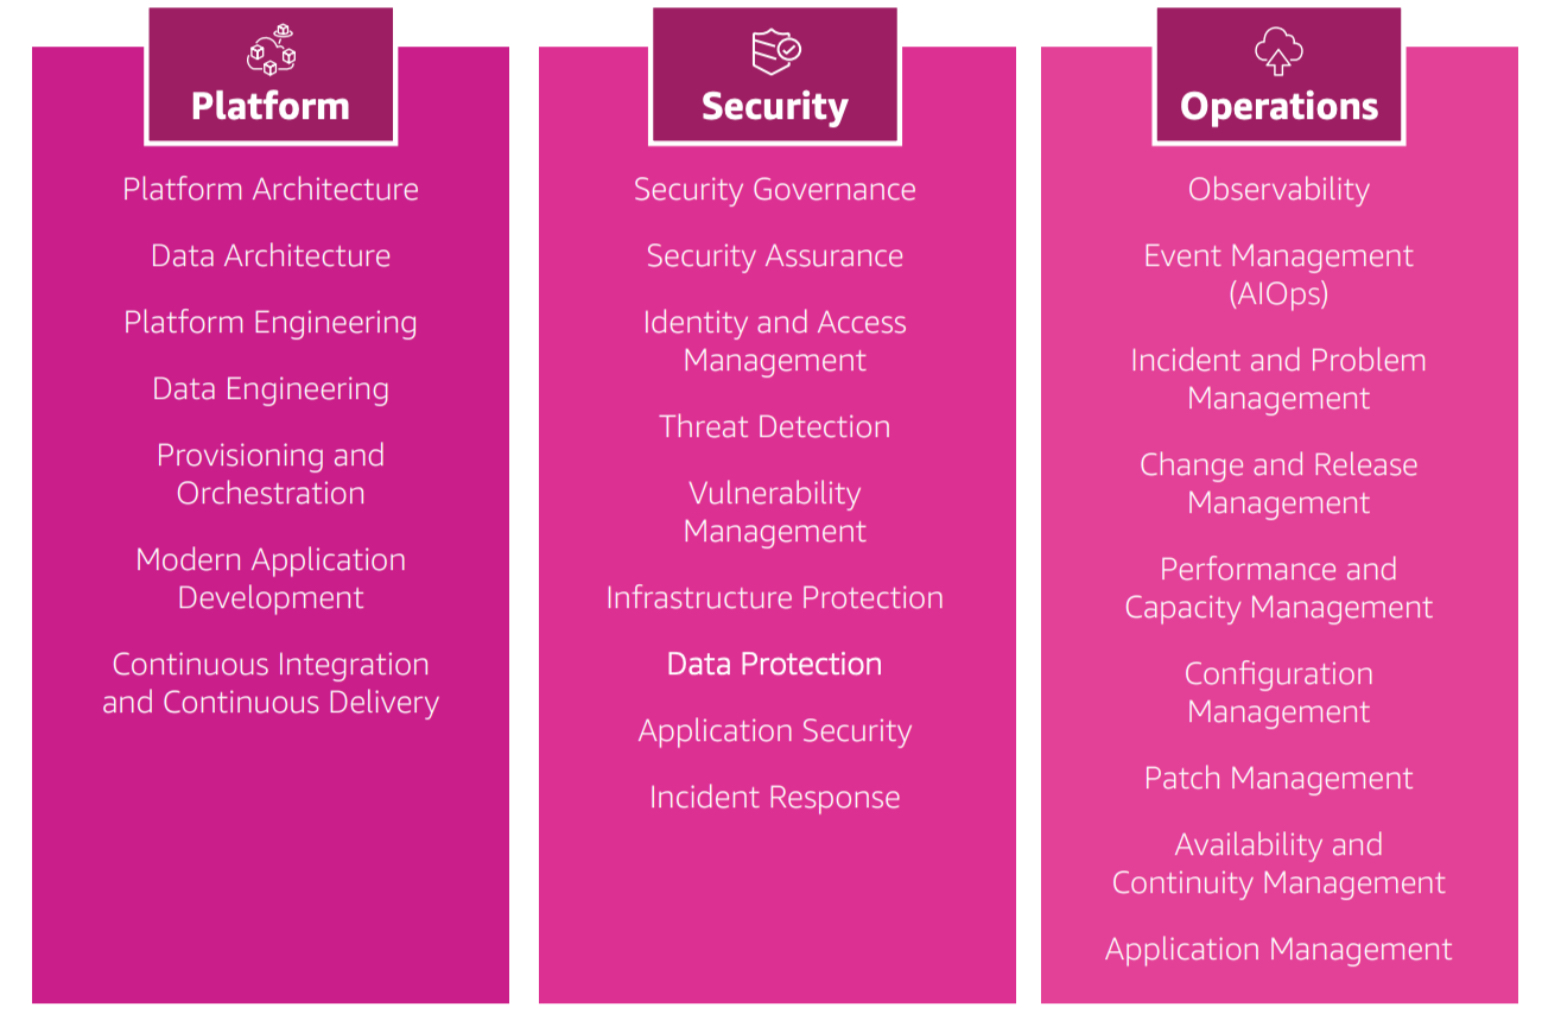 Platform
Platform Architecture
Data Architecture
Platform Engineering
Data Engineering
Provisioning and
Orchestration
Modern Application
Development
Continuous Integration
and Continuous Delivery
Security
Security Governance
Security Assurance
Identity and Access
Management
Threat Detection
Vulnerability
Management
Infrastructure Protection
Data Protection
Application Security
Incident Response
Operations
Observability
Event Management
(AIOps)
Incident and Problem
Management
Change and Release
Management
Performance and
Capacity Management
Configuration
Management
Patch Management
Availability and
Continuity Management
Application Management